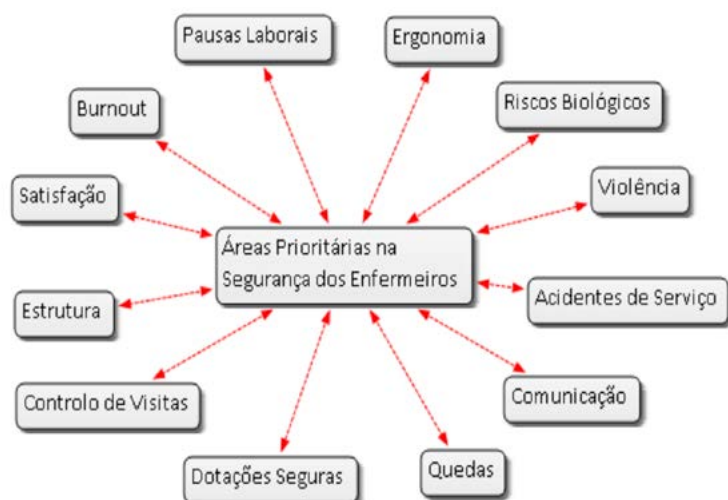 Pausas Laborais
Ergonomia
Burnout
Riscos Biológicos
Satisfação
Violência
Áreas Prioritárias na
Segurança dos Enfermeiros
Estrutura
Acidentes de Serviço
Controlo de Visitas
Comunicação
Dotações Seguras
Quedas